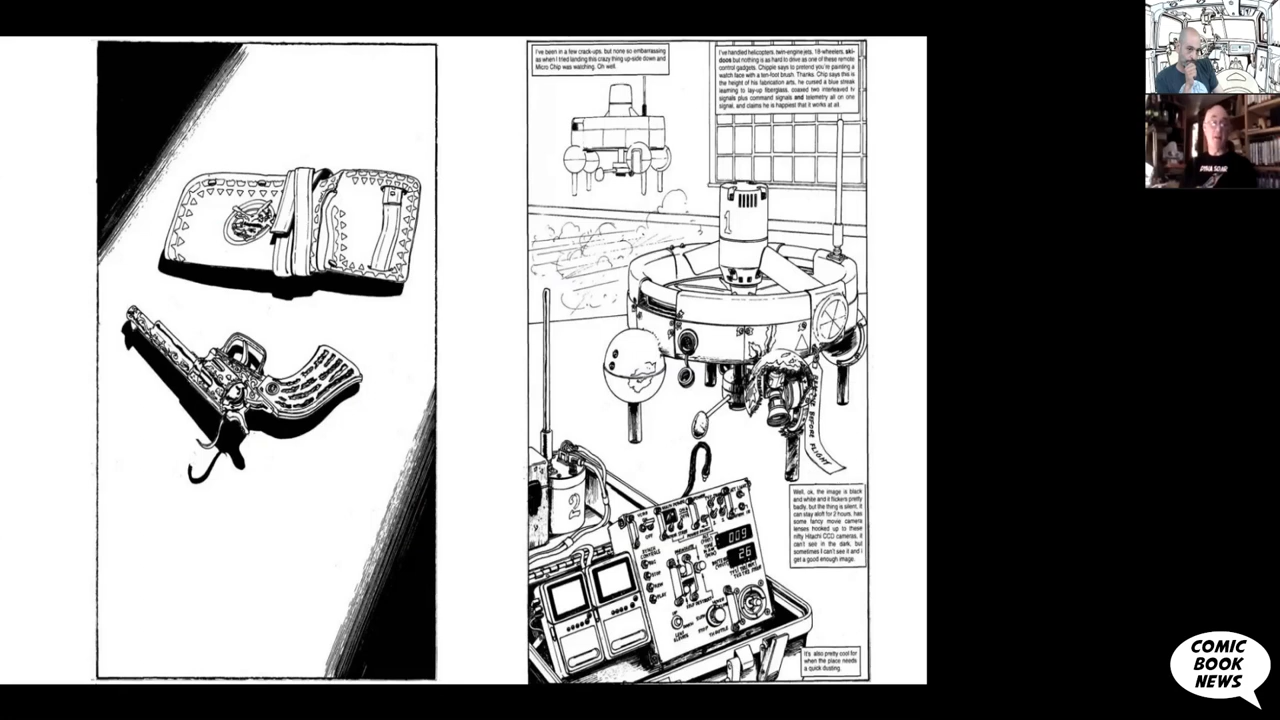 I've been in a few crack-ups, but none so embarrassing
as when I tried landing this crazy thing up-side down and
Micro Chip was watching. Oh well.
I've handled helicopters, twin-engine jets, 18-wheelers, ski-
doos but nothing is as hard to drive as one of these remote
control gadgets. Chipple says to pretend you're painting a
watch face with a ten-foot brush. Thanks. Chip says this is
the height of his fabrication arts, he cursed a blue streak
learning to lay-up fiberglass, coaxed two interleaved tv
signals plus command signals and telemetry all on one
signal, and claims he is happiest that it works at all.
1
BEFORE FLIGHT
2
OFF
009
26
PLAY
THROTTLE
Well, ok, the image is black
and white and it flickers pretty
badly, but the thing is silent, it
can stay aloft for 2 hours, has
some fancy movie camera
lenses hooked up to these
nifty Hitachi CCD cameras, it
can't see in the dark, but
sometimes I can't see it and I
get a good enough image.
It's also pretty cool for
when the place needs
a quick dusting.
COMIC
BOOK
NEWS